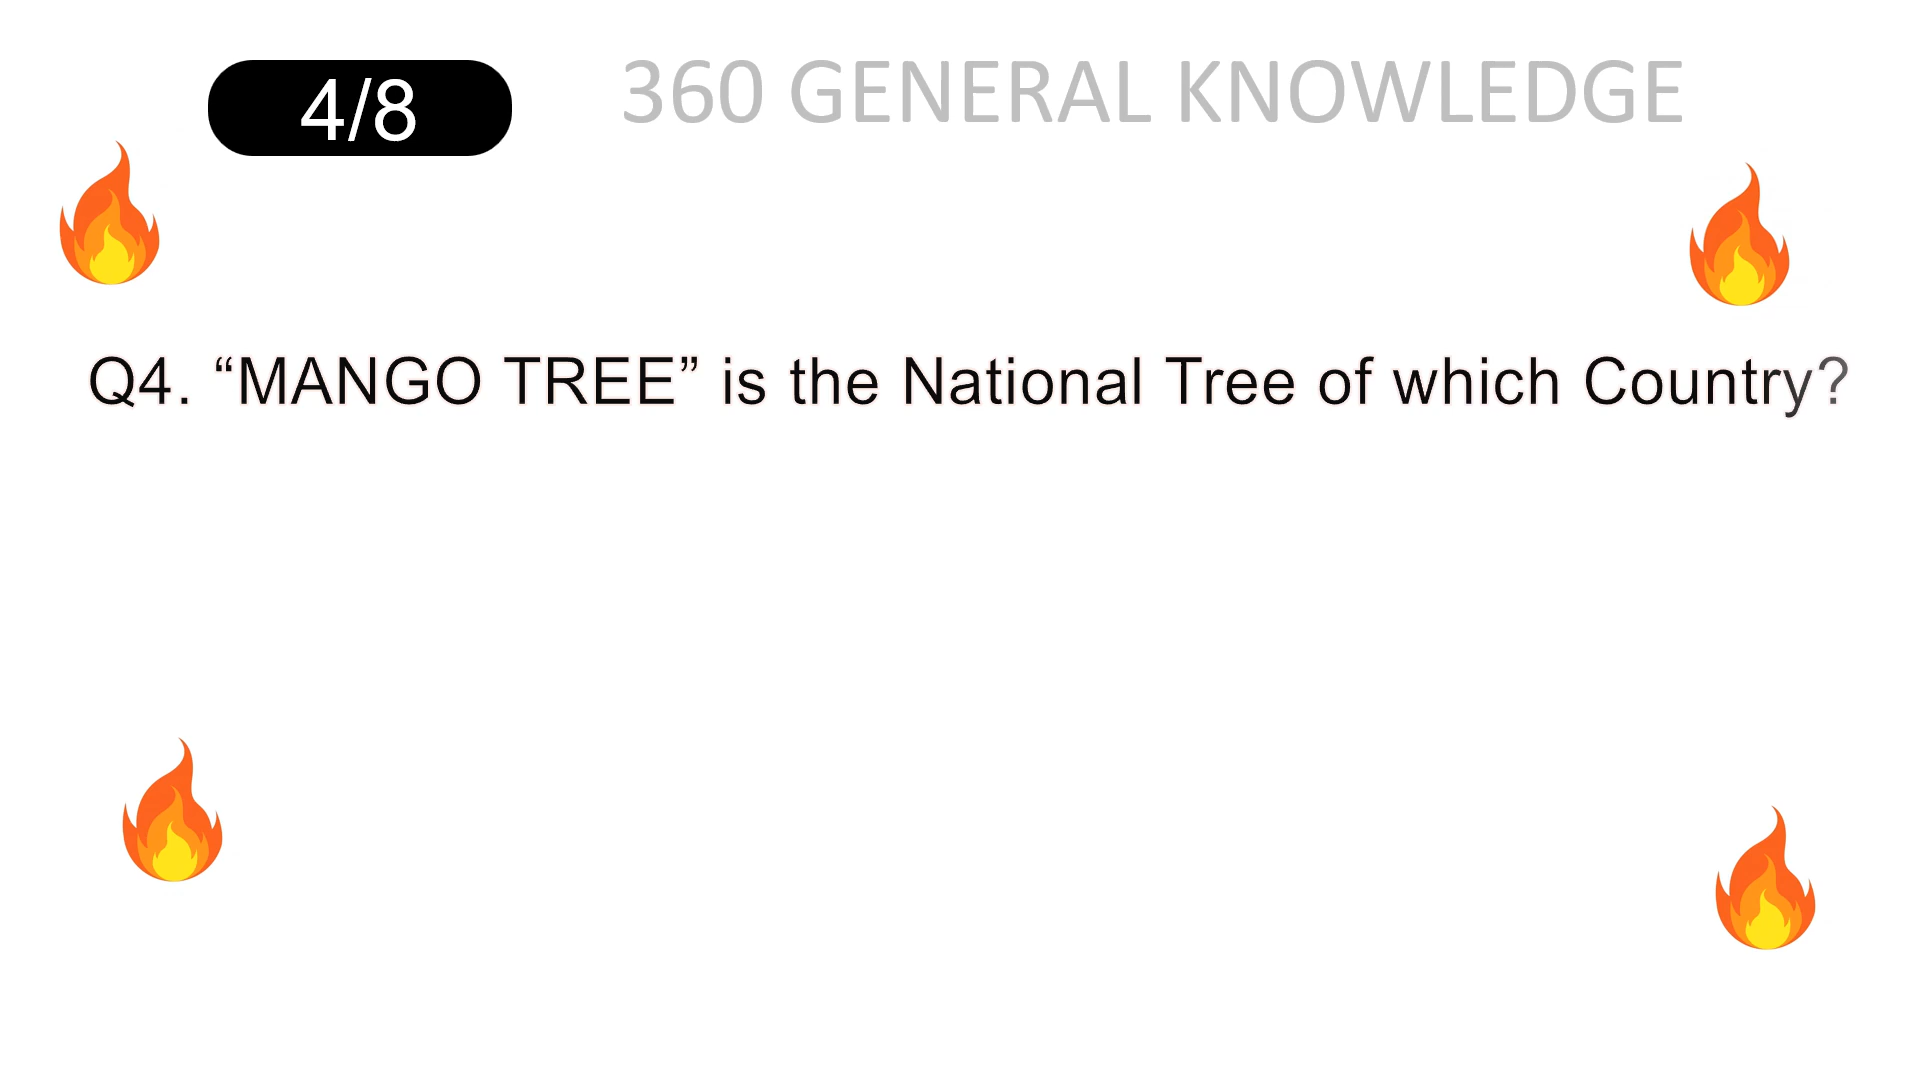 4/8
360 GENERAL KNOWLEDGE
Q4. “MANGO TREE” is the National Tree of which Country?